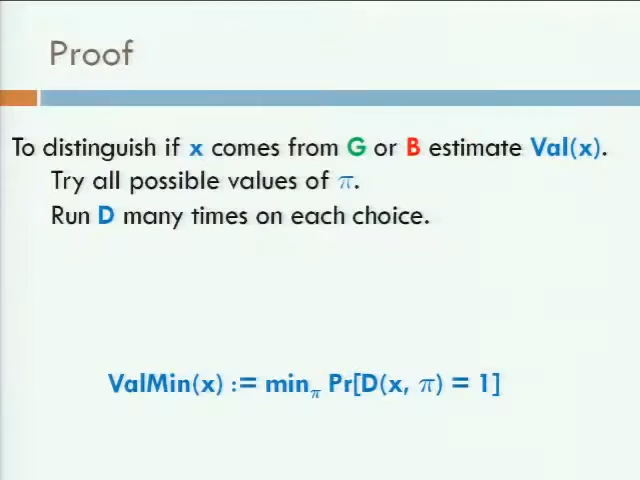 Proof
To distinguish if x comes from G or B estimate Val(x).
Try all possible values of π.
Run D many times on each choice.
ValMin(x) := minπ Pr[D(x, π) = 1]